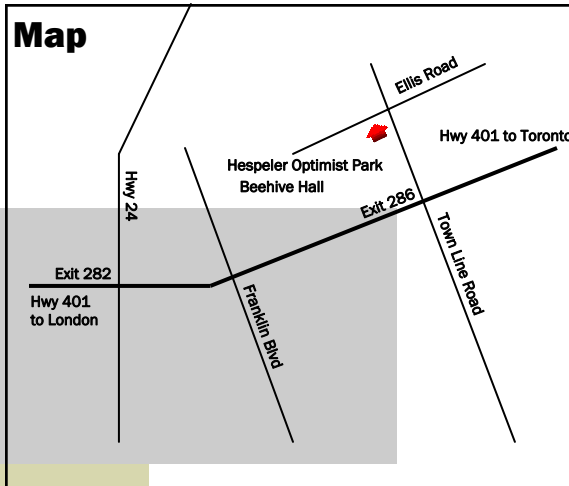 Map
Ellis Road
Hwy 401 to Toronto
Hespeler Optimist Park
Beehive Hall
Hwy 24
Exit 286
Town Line Road
Exit 282
Hwy 401
to London
Franklin Blvd